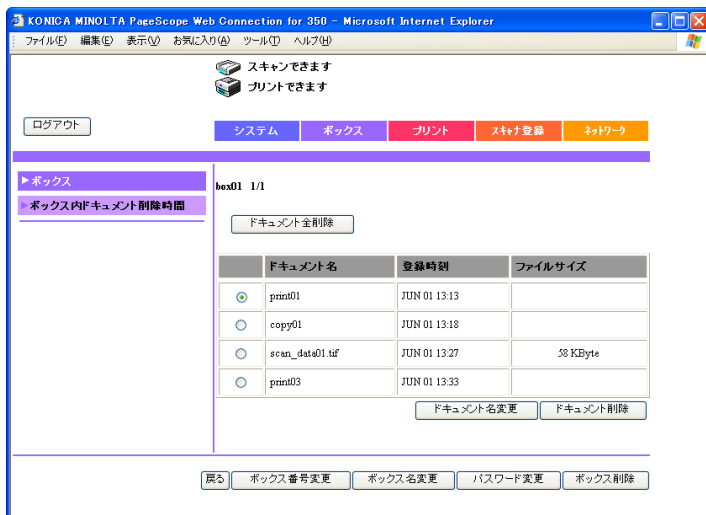 KONICA MINOLTA PageScope Web Connection for 350 - Microsoft Internet Explorer
ファイル(F) 編集(E) 表示(V) お気に入り(A) ツール(T) ヘルプ(H)
スキャンできます
プリントできます
ログアウト
システム ボックス プリント スキャナ登録 ネットワーク
▶ボックス
▶ボックス内ドキュメント削除時間
box01 1/1
ドキュメント全削除
ドキュメント名 登録時刻 ファイルサイズ
print01 JUN 01 13:13
copy01 JUN 01 13:18
scan_data01.tif JUN 01 13:27 58 KByte
print03 JUN 01 13:33
ドキュメント名変更 ドキュメント削除
戻る ボックス番号変更 ボックス名変更 パスワード変更 ボックス削除